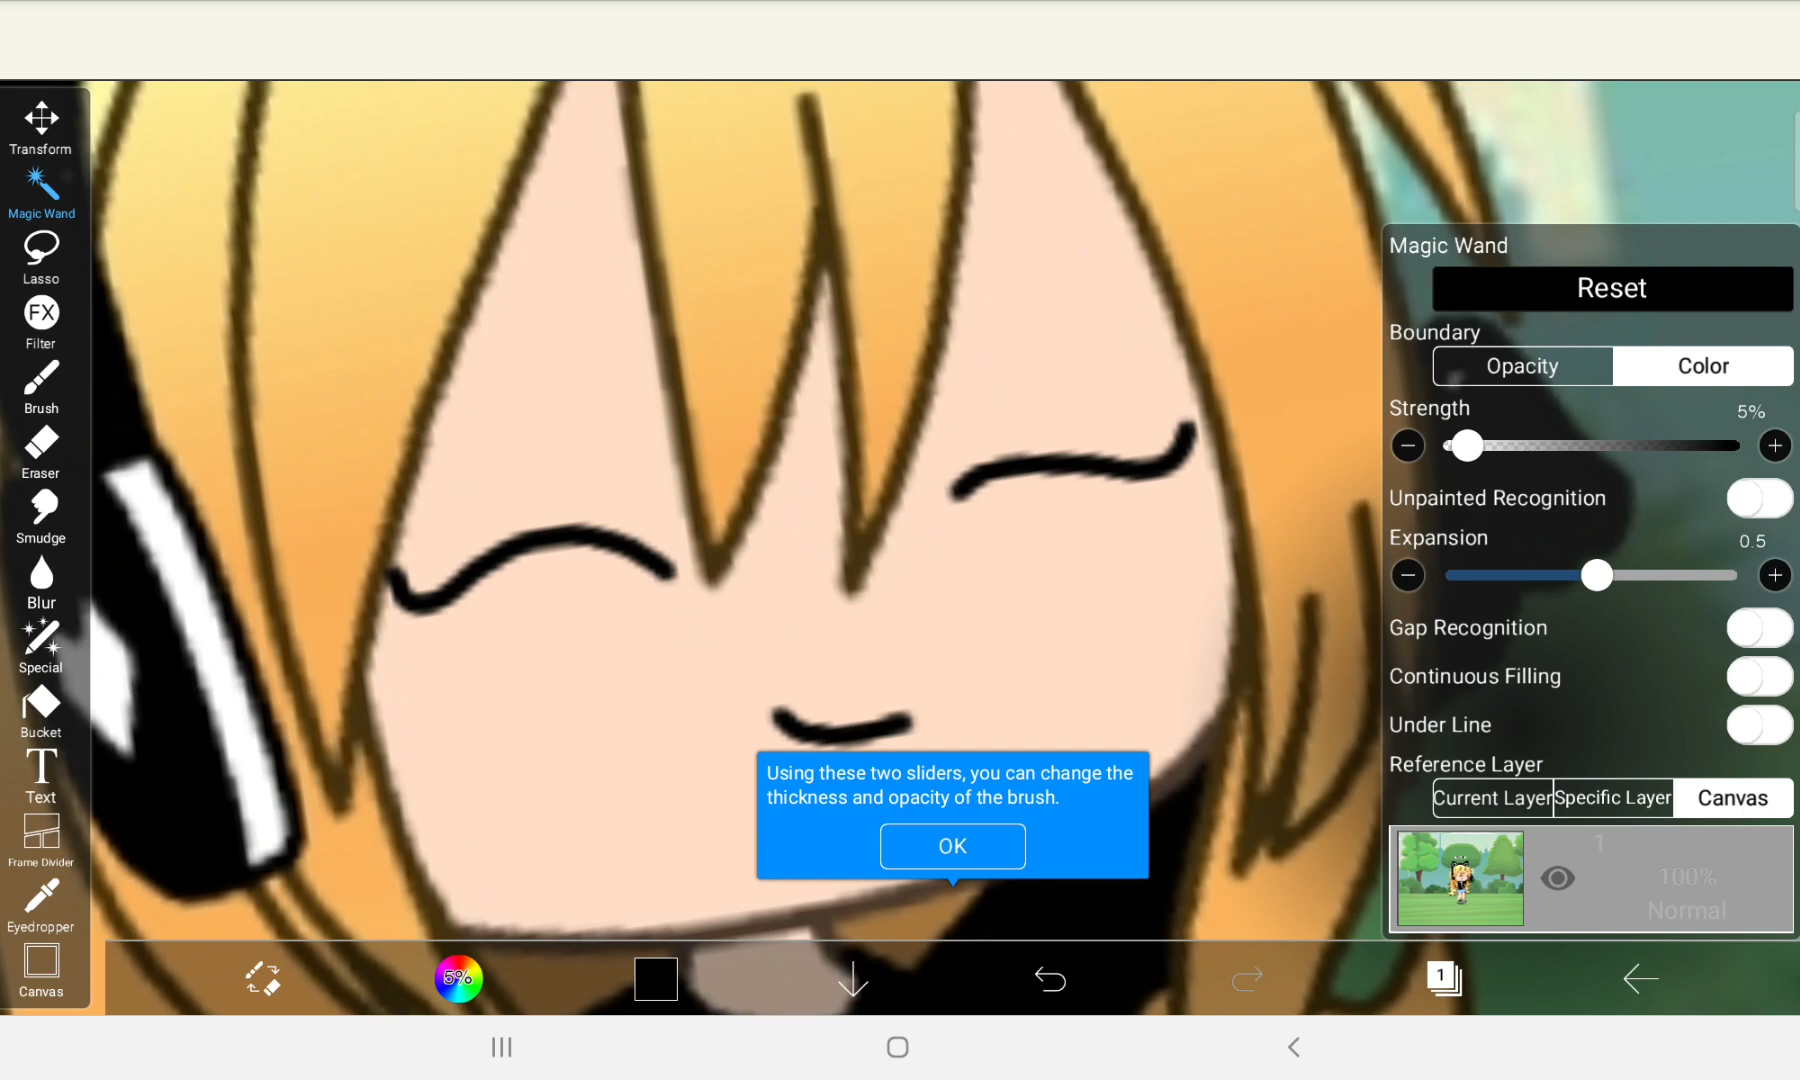 Transform
Magic Wand
Lasso
FX
Filter
Brush
Eraser
Smudge
Blur
Special
Bucket
T
Text
Frame Divider
Eyedropper
Canvas
Magic Wand
Reset
Boundary
Opacity
Color
Strength
5%
Unpainted Recognition
Expansion
0.5
Gap Recognition
Continuous Filling
Under Line
Reference Layer
Current Layer
Specific Layer
Canvas
1
100%
Normal
Using these two sliders, you can change the
thickness and opacity of the brush.
OK
5%
1